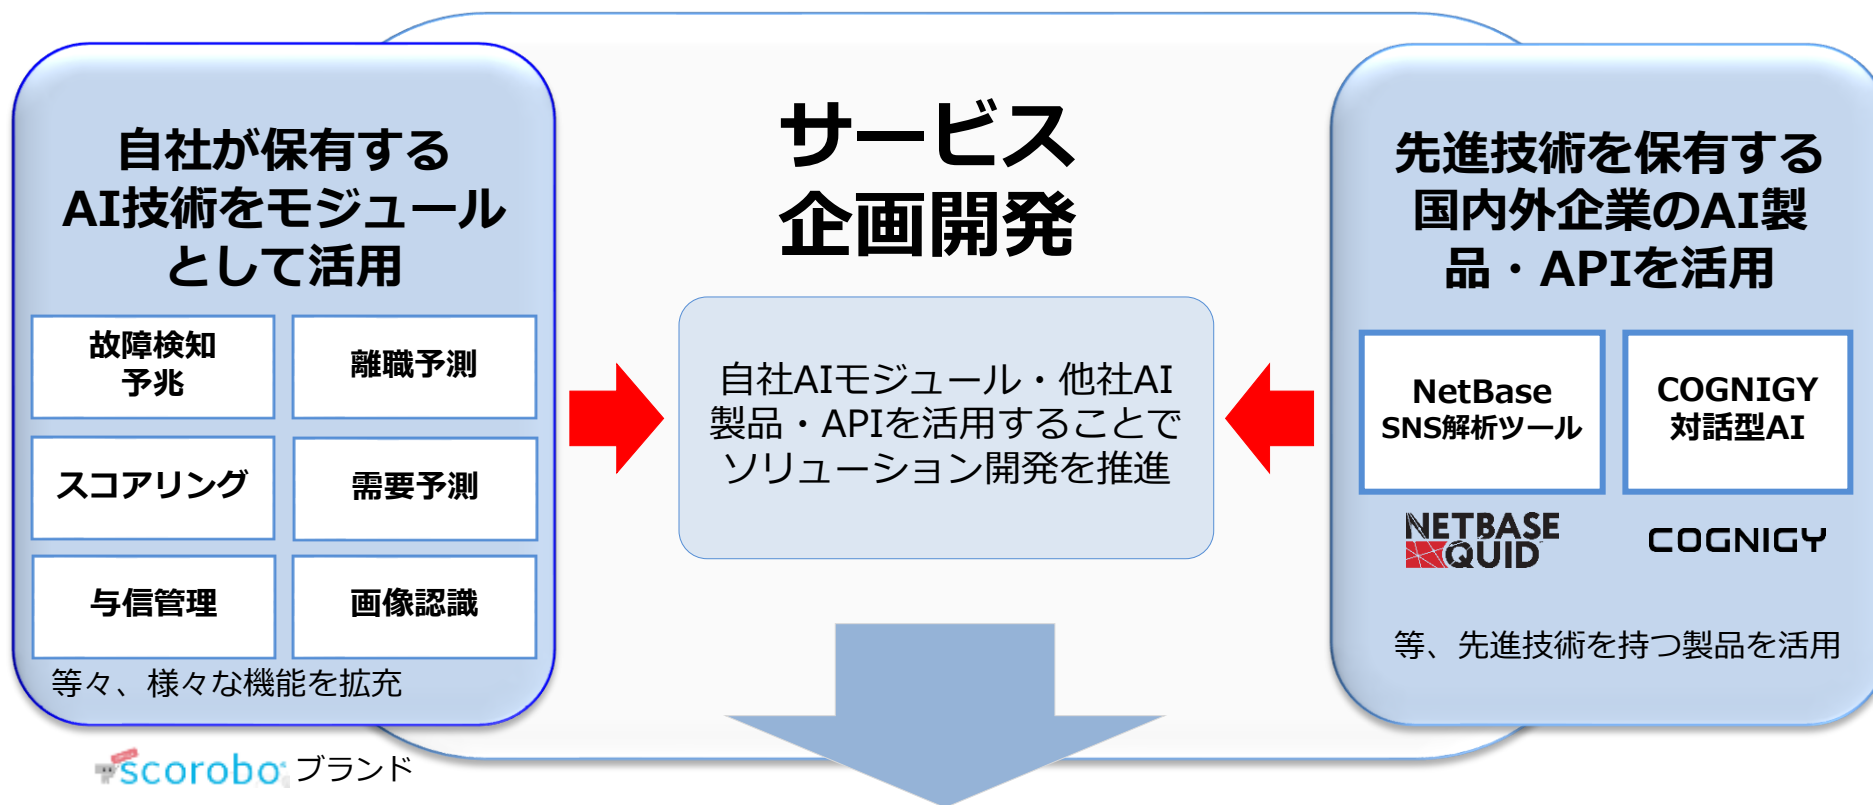 自社が保有する
AI技術をモジュール
として活用
故障検知
予兆
離職予測
スコアリング
需要予測
与信管理
画像認識
等々、様々な機能を拡充
scorobo
ブランド
サービス
企画開発
自社AIモジュール・他社AI
製品・APIを活用することで
ソリューション開発を推進
先進技術を保有する
国内外企業のAI製
品・APIを活用
NetBase
SNS解析ツール
COGNIGY
対話型AI
NETBASE
QUID
COGNIGY
等、先進技術を持つ製品を活用